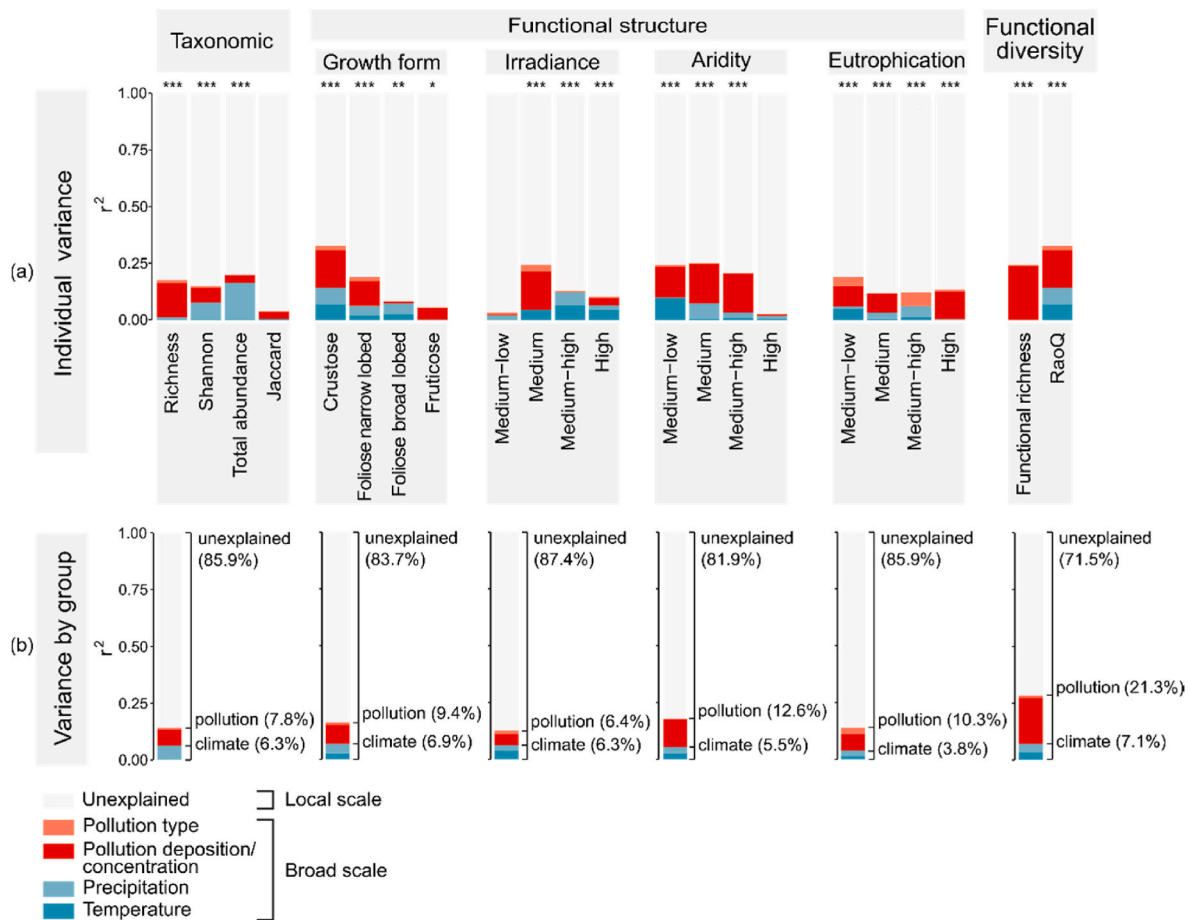 Taxonomic
Functional structure
Functional
diversity
Growth form
Irradiance
Aridity
Eutrophication
*** *** ***
*** *** ** *
*** *** ***
*** *** ***
*** *** *** ***
*** ***
(a)
Individual variance
r²
1.00
0.75
0.50
0.25
0.00
Richness
Shannon
Total abundance
Jaccard
Crustose
Foliose narrow lobed
Foliose broad lobed
Fruticose
Medium−low
Medium
Medium−high
High
Medium−low
Medium
Medium−high
High
Medium−low
Medium
Medium−high
High
Functional richness
RaoQ
(b)
Variance by group
r²
1.00
0.75
0.50
0.25
0.00
unexplained
(85.9%)
pollution (7.8%)
climate (6.3%)
unexplained
(83.7%)
pollution (9.4%)
climate (6.9%)
unexplained
(87.4%)
pollution (6.4%)
climate (6.3%)
unexplained
(81.9%)
pollution (12.6%)
climate (5.5%)
unexplained
(85.9%)
pollution (10.3%)
climate (3.8%)
unexplained
(71.5%)
pollution (21.3%)
climate (7.1%)
Unexplained
Local scale
Pollution type
Pollution deposition/
concentration
Precipitation
Temperature
Broad scale